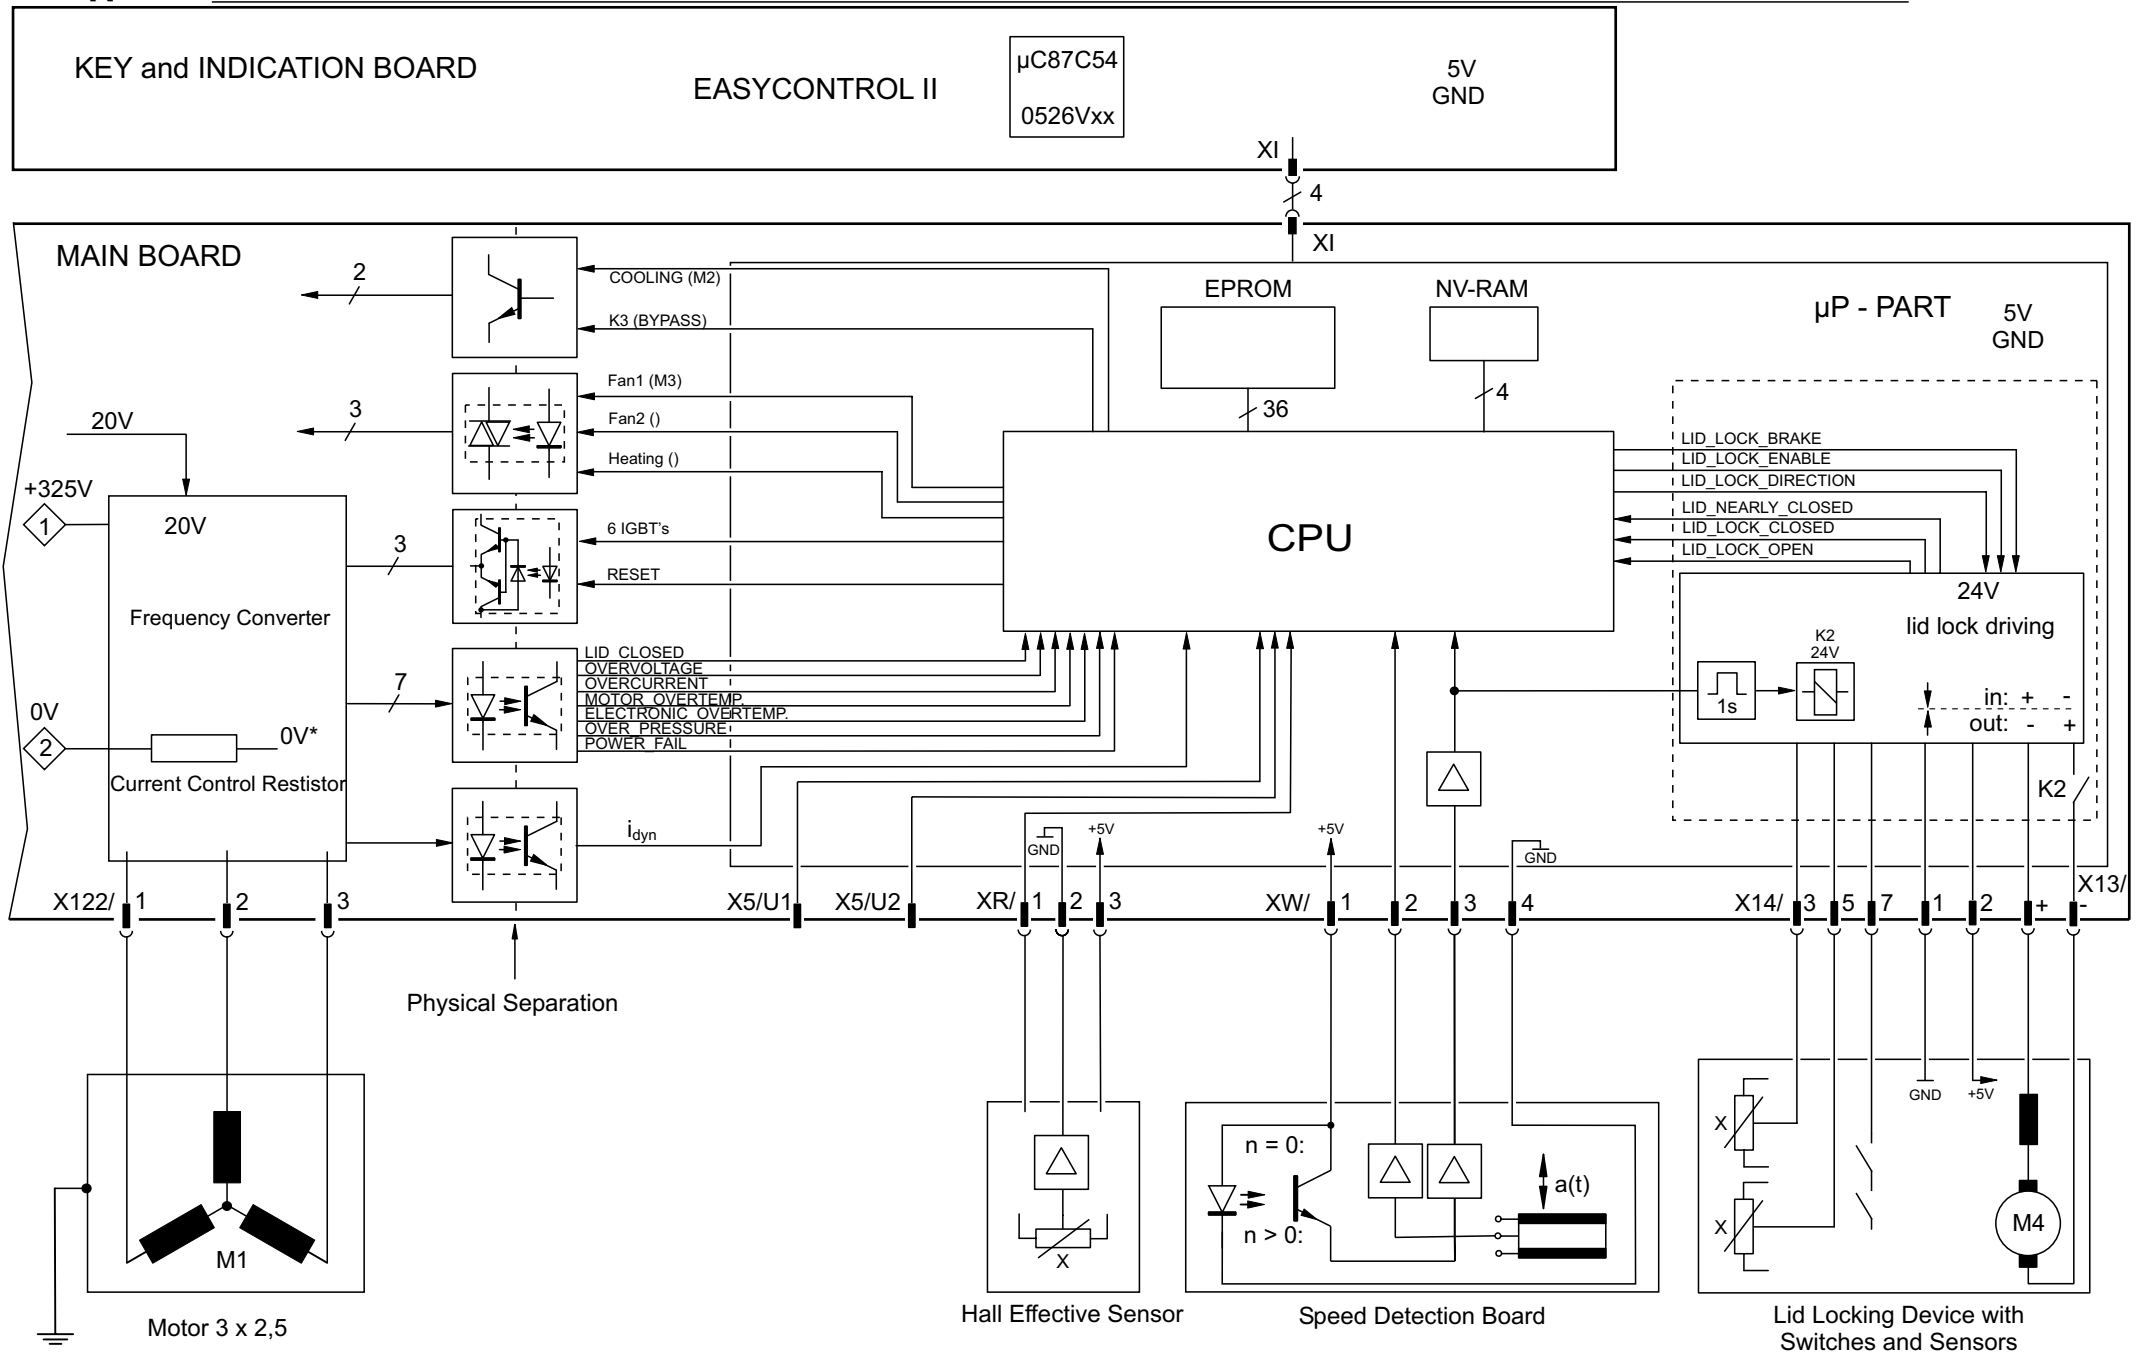 KEY and INDICATION BOARD
EASYCONTROL II
µC87C54
0526Vxx
5V
GND
XI
4
XI
MAIN BOARD
2
COOLING (M2)
K3 (BYPASS)
EPROM
NV-RAM
µP - PART
5V
GND
36
4
3
Fan1 (M3)
Fan2 ()
Heating ()
20V
+325V
1
20V
3
6 IGBT's
RESET
CPU
LID_LOCK_BRAKE
LID_LOCK_ENABLE
LID_LOCK_DIRECTION
LID_NEARLY_CLOSED
LID_LOCK_CLOSED
LID_LOCK_OPEN
24V
lid lock driving
K2
24V
1s
in: + -
out: - +
K2
Frequency Converter
7
LID_CLOSED
OVERVOLTAGE
OVERCURRENT
MOTOR_OVERTEMP.
ELECTRONIC_OVERTEMP.
OVER_PRESSURE
POWER_FAIL
0V
2
0V*
Current Control Restistor
idyn
GND
+5V
+5V
GND
X122/ 1 2 3
X5/U1
X5/U2
XR/ 1 2 3
XW/ 1 2 3 4
X14/ 3 5 7 1 2 + -
X13/
Physical Separation
M1
Motor 3 x 2,5
X
Hall Effective Sensor
n = 0:
n > 0:
a(t)
Speed Detection Board
X
X
GND
+5V
M4
Lid Locking Device with
Switches and Sensors